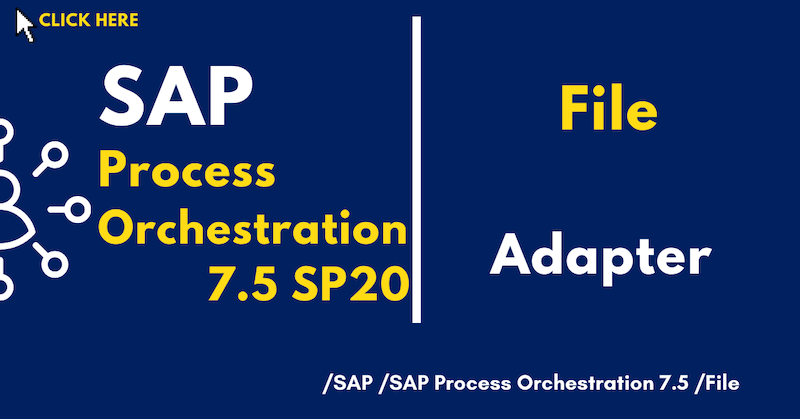 CLICK HERE
SAP
Process
Orchestration
7.5 SP20
File
Adapter
/SAP /SAP Process Orchestration 7.5 /File